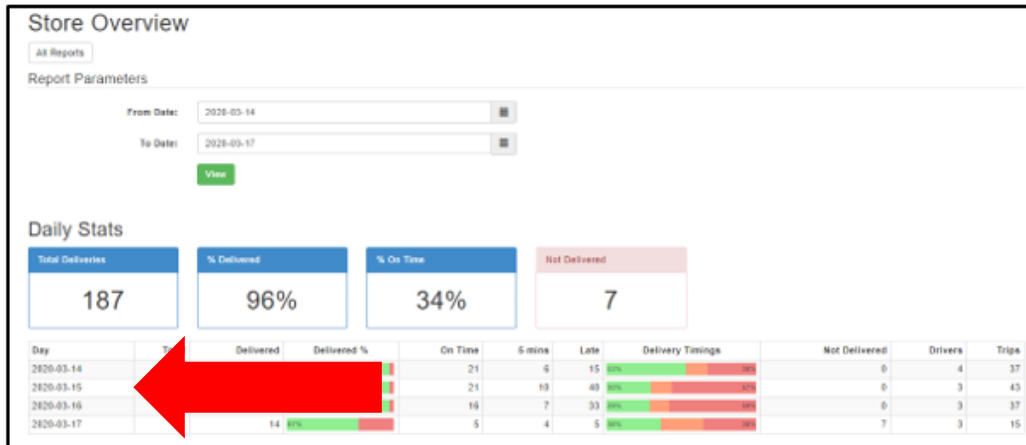 Store Overview
All Reports
Report Parameters
From Date: 2020-03-14
To Date: 2020-03-17
View
Daily Stats
Total Deliveries % Delivered % On Time Not Delivered
187 96% 34% 7
Day Delivered Delivered % On Time 6 mins Late Delivery Timings Not Delivered Drivers Trips
2020-03-14 21 6 15 0 4 37
2020-03-15 21 10 40 0 3 43
2020-03-16 16 7 33 0 3 37
2020-03-17 14 5 4 5 7 3 15